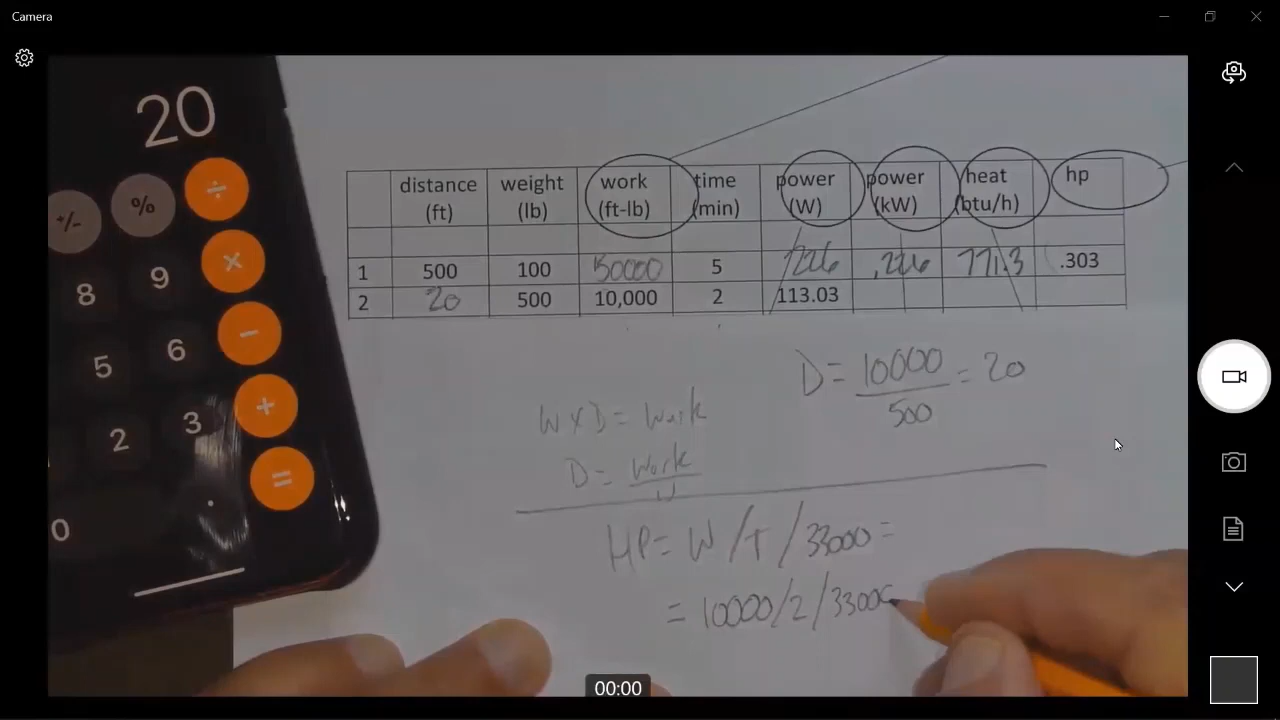 Camera
20
+/- % ÷
8 9 ×
5 6 −
2 3 +
0 . =
distance (ft) weight (lb) work (ft-lb) time (min) power (W) power (kW) heat (btu/h) hp
1 500 100 50000 5 226 .226 771.3 .303
2 20 500 10,000 2 113.03
D = 10000 / 500 = 20
W x D = Work
D = Work / W
HP = W / T / 33000 =
= 10000 / 2 / 33000
00:00